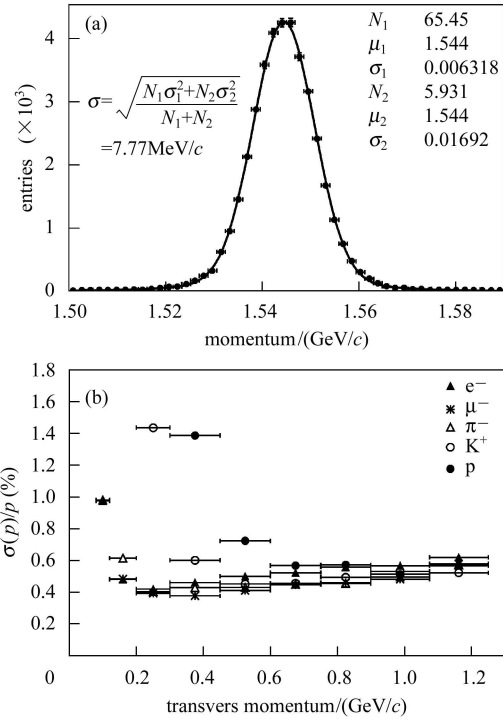 (a)
N₁ 65.45
μ₁ 1.544
σ₁ 0.006318
N₂ 5.931
μ₂ 1.544
σ₂ 0.01692
σ=√((N₁σ₁²+N₂σ₂²)/(N₁+N₂))
=7.77MeV/c
entries (×10³)
4
3
2
1
0
1.50 1.52 1.54 1.56 1.58
momentum/(GeV/c)
(b)
e⁻
μ⁻
π⁻
K⁺
p
σ(p)/p (%)
1.8
1.6
1.4
1.2
1.0
0.8
0.6
0.4
0.2
0 0.2 0.4 0.6 0.8 1.0 1.2
transvers momentum/(GeV/c)